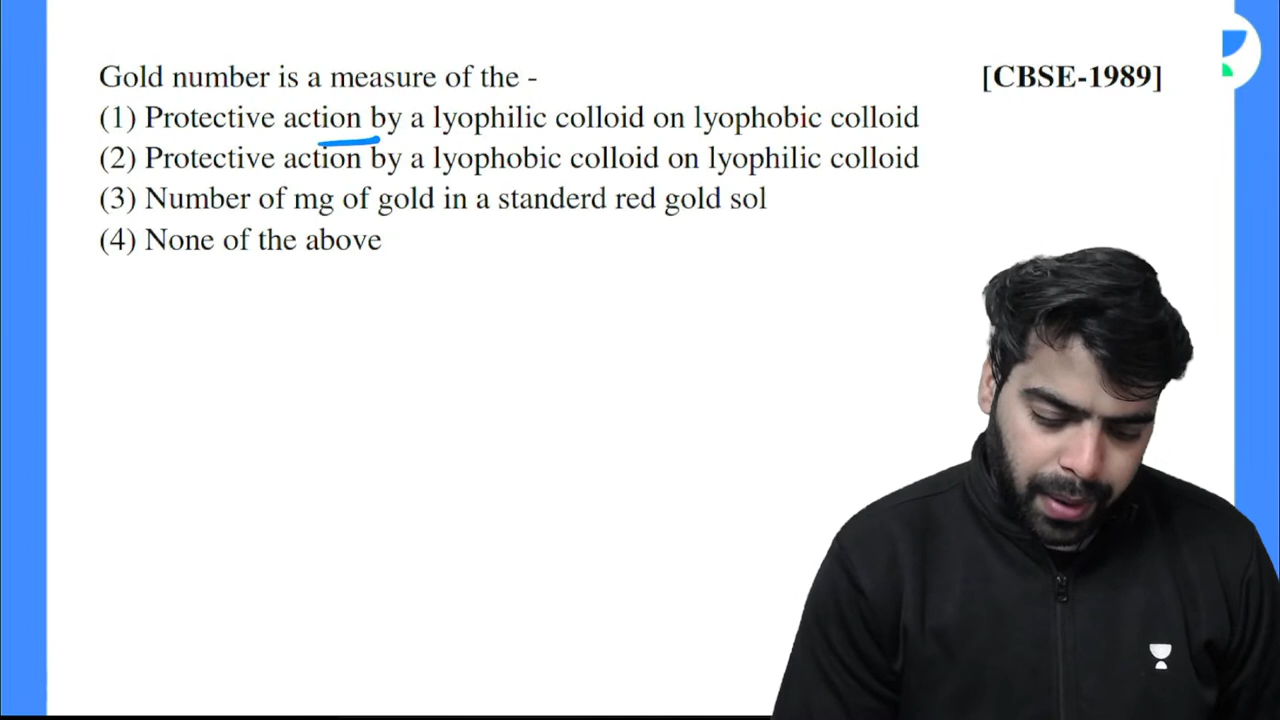 Gold number is a measure of the - [CBSE-1989]
(1) Protective action by a lyophilic colloid on lyophobic colloid
(2) Protective action by a lyophobic colloid on lyophilic colloid
(3) Number of mg of gold in a standerd red gold sol
(4) None of the above